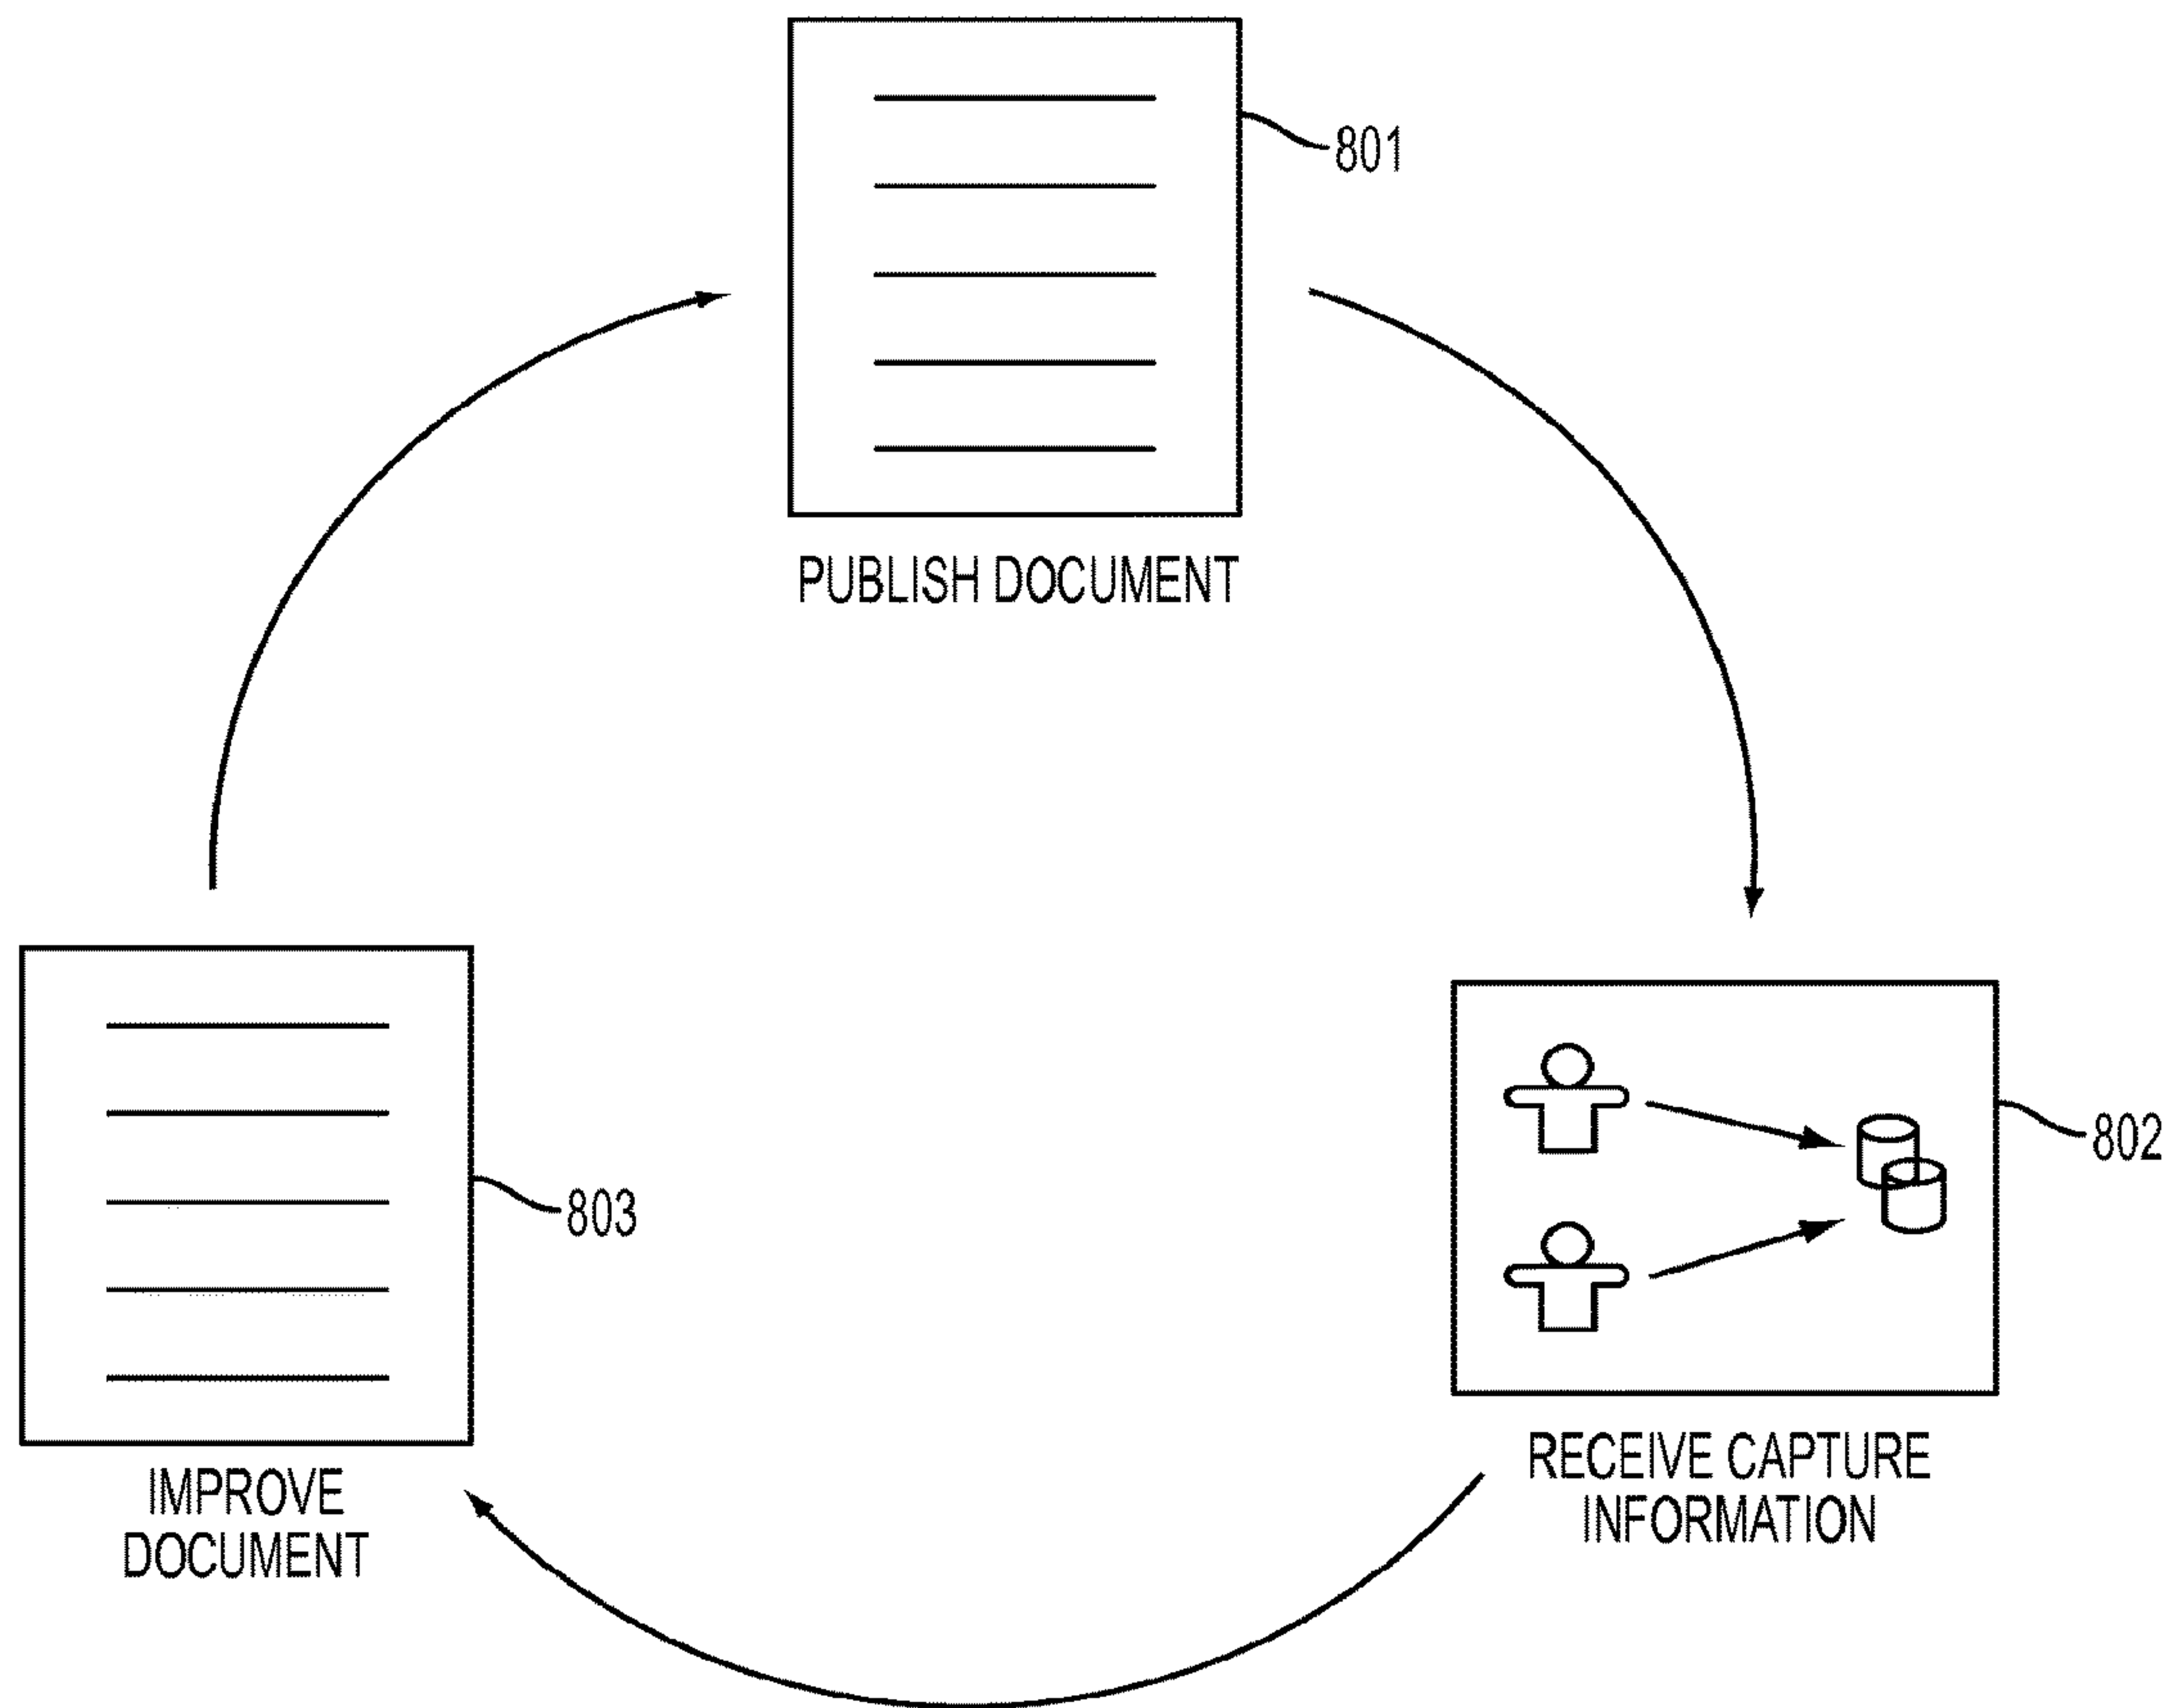 801
PUBLISH DOCUMENT
802
RECEIVE CAPTURE
INFORMATION
803
IMPROVE
DOCUMENT